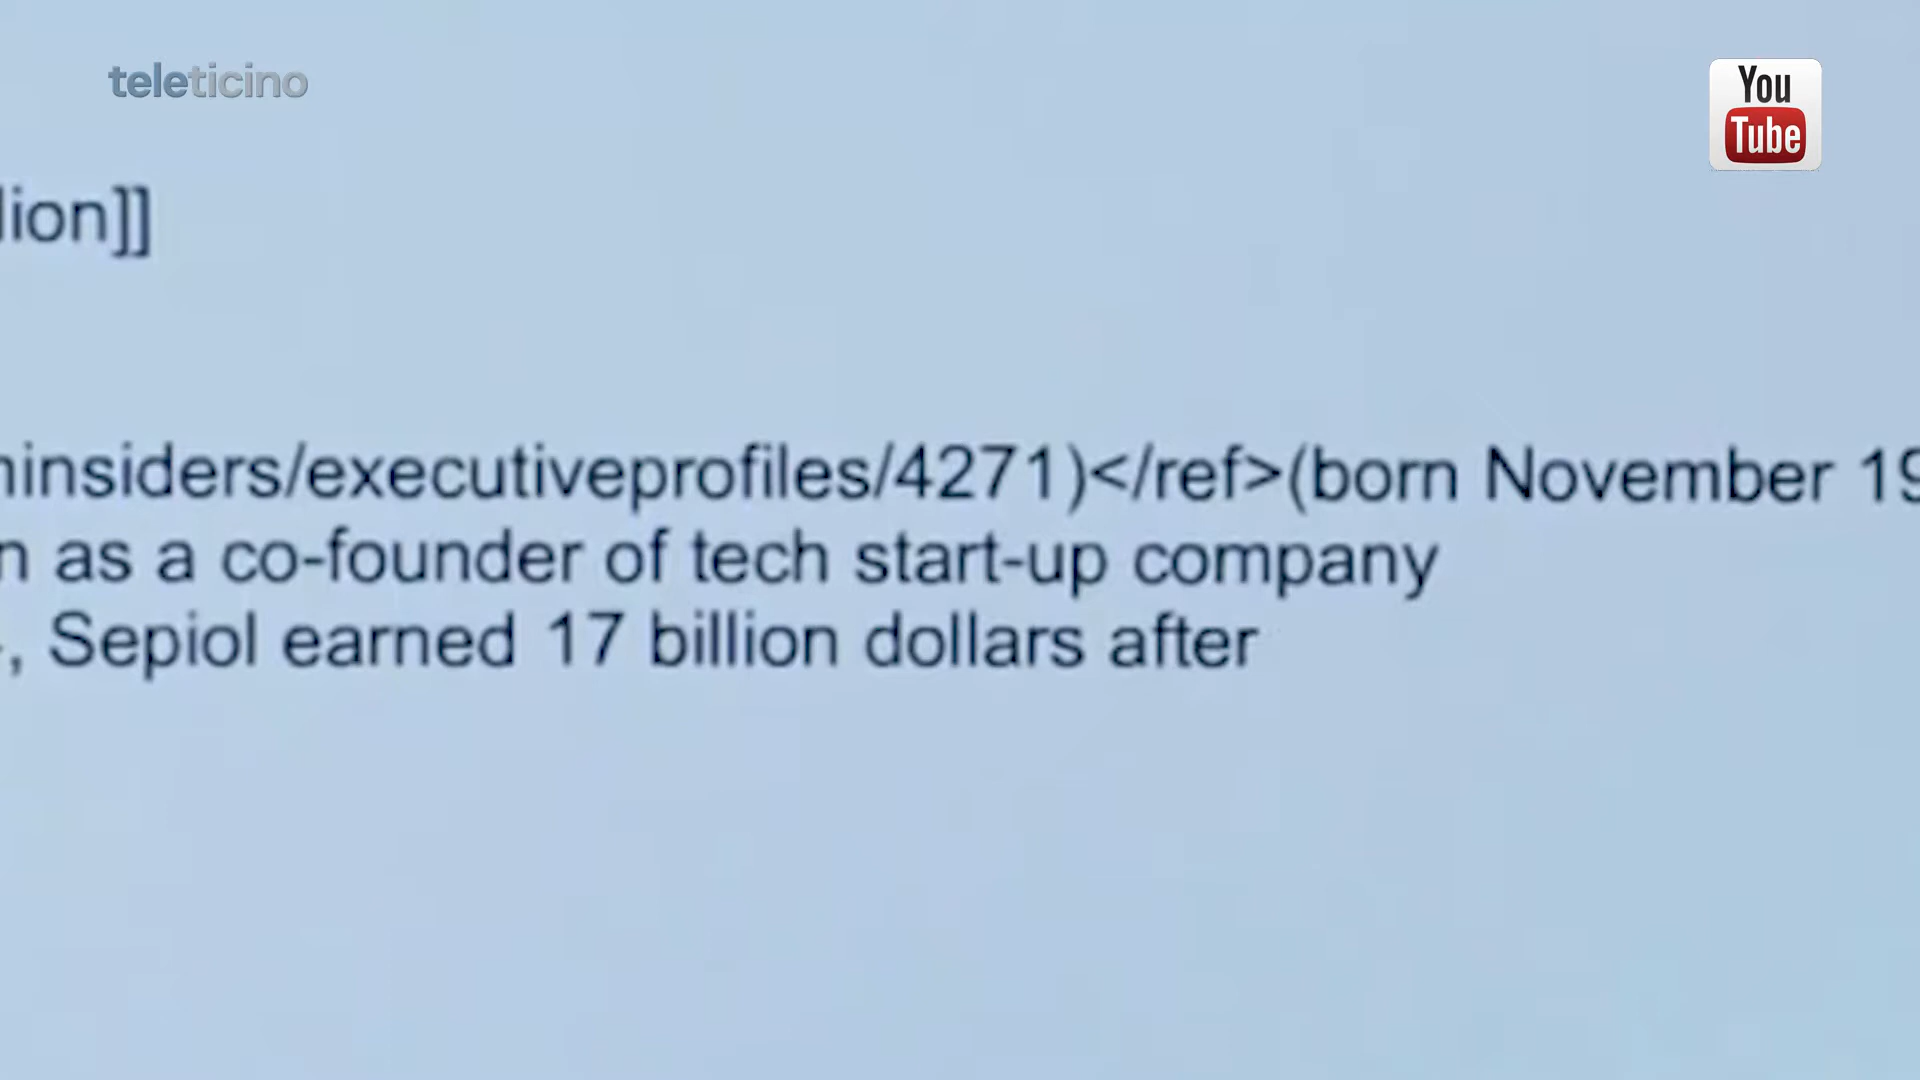 teleticino
You
Tube
lion]]
insiders/executiveprofiles/4271)</ref>(born November 19
n as a co-founder of tech start-up company
, Sepiol earned 17 billion dollars after